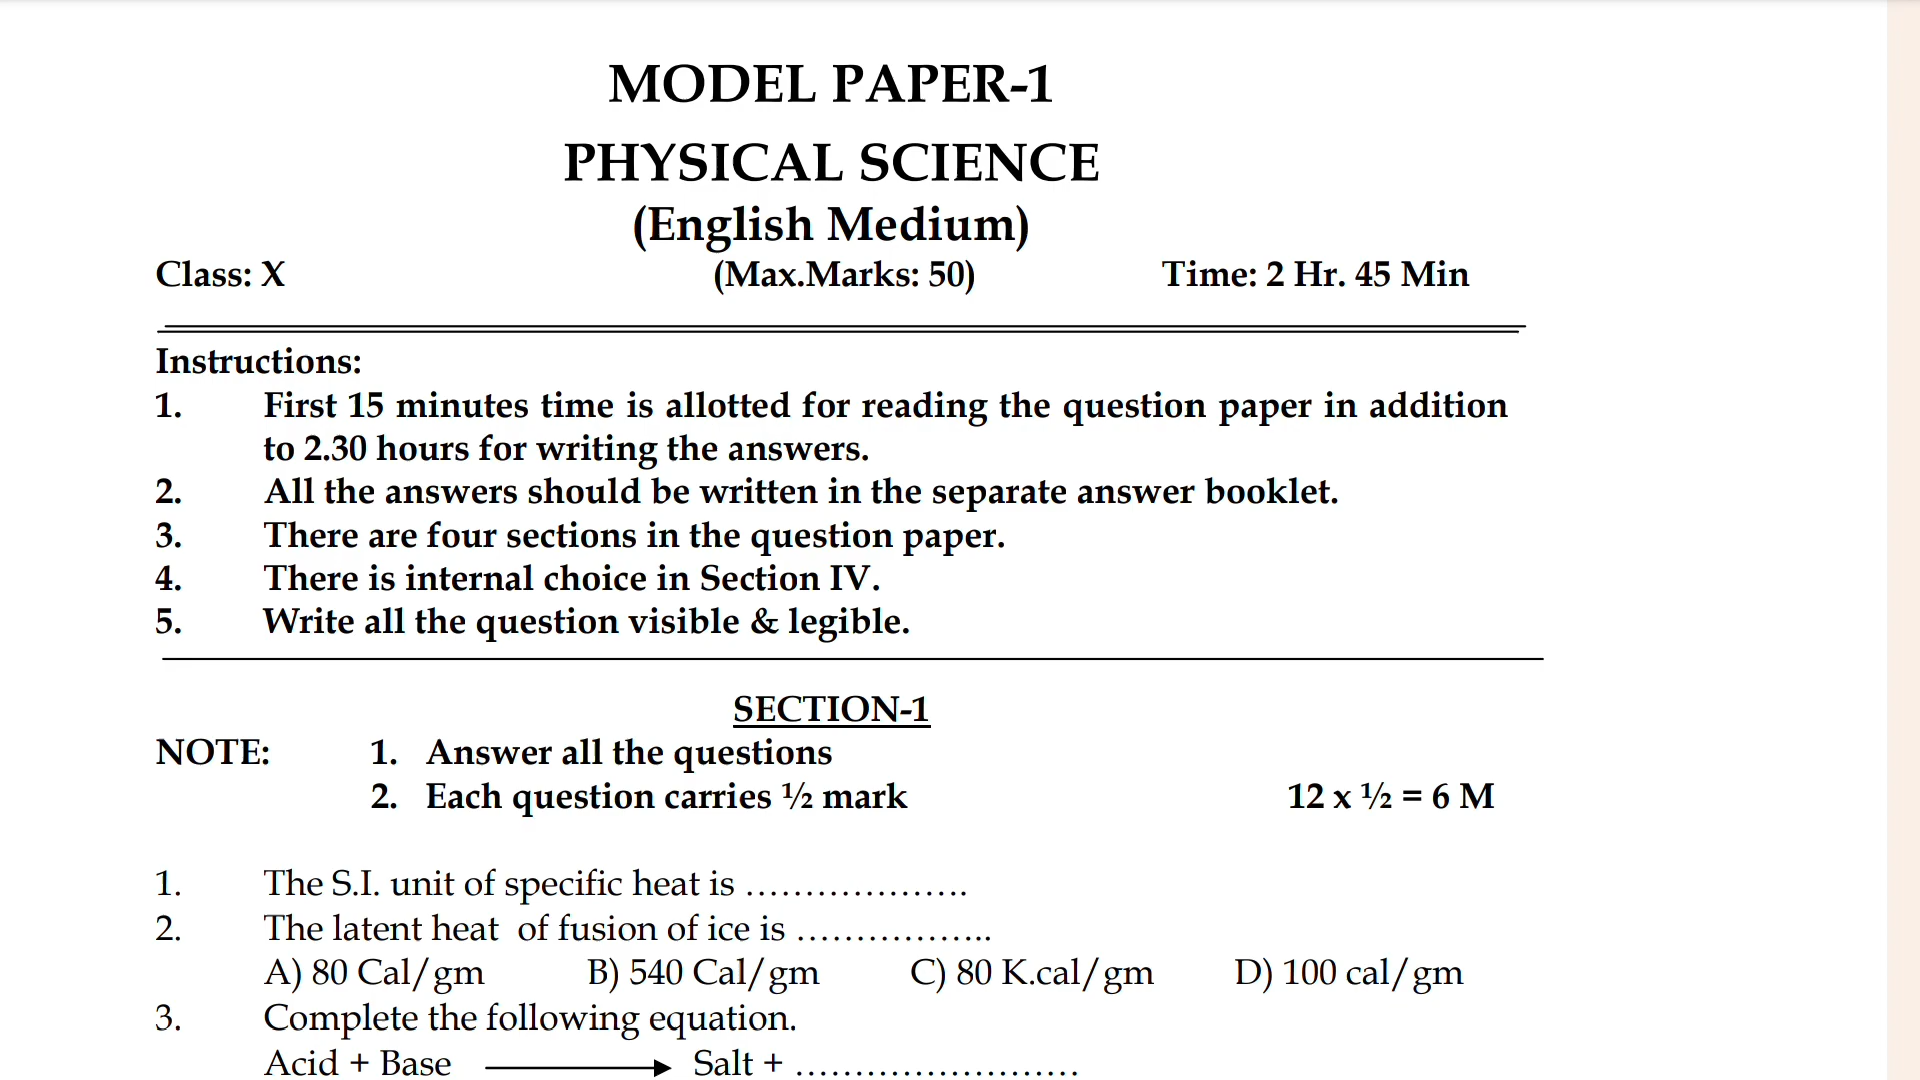 MODEL PAPER-1
PHYSICAL SCIENCE
(English Medium)
Class: X (Max.Marks: 50) Time: 2 Hr. 45 Min
Instructions:
1. First 15 minutes time is allotted for reading the question paper in addition
to 2.30 hours for writing the answers.
2. All the answers should be written in the separate answer booklet.
3. There are four sections in the question paper.
4. There is internal choice in Section IV.
5. Write all the question visible & legible.
SECTION-1
NOTE: 1. Answer all the questions
2. Each question carries ½ mark 12 x ½ = 6 M
1. The S.I. unit of specific heat is ………………..
2. The latent heat of fusion of ice is ……………..
A) 80 Cal/gm B) 540 Cal/gm C) 80 K.cal/gm D) 100 cal/gm
3. Complete the following equation.
Acid + Base ⟶ Salt + ……………………